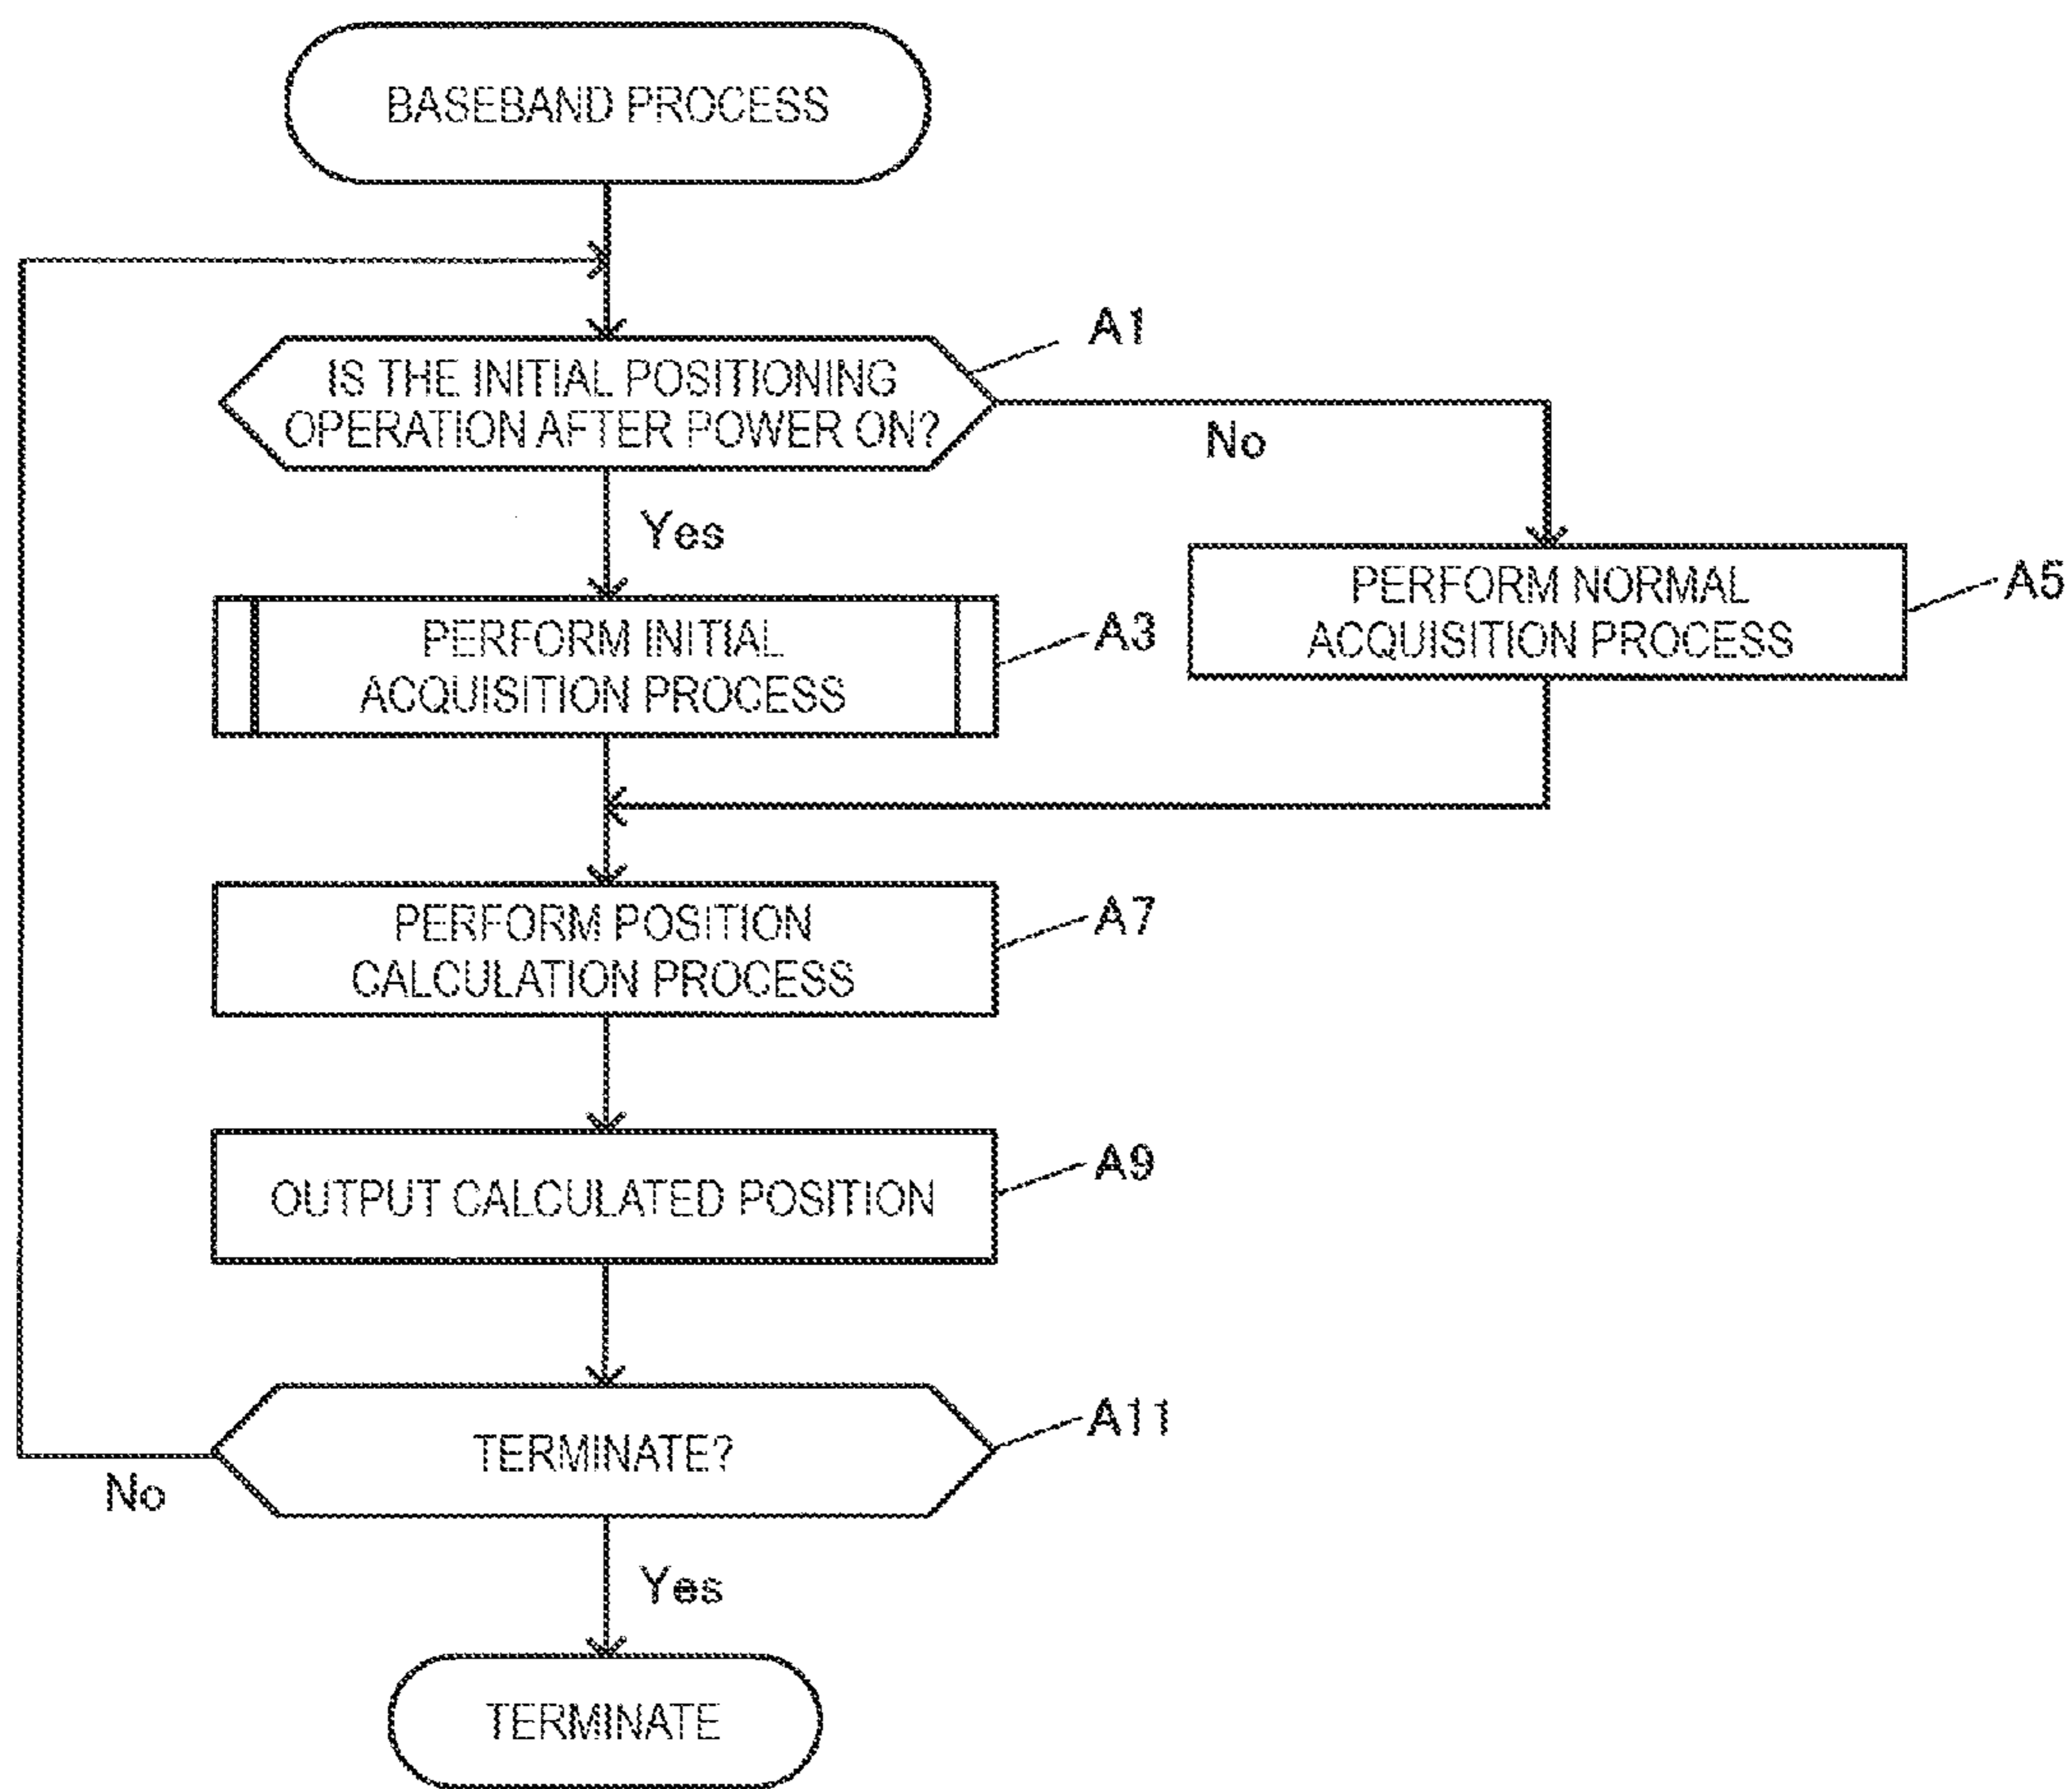 BASEBAND PROCESS
A1
IS THE INITIAL POSITIONING
OPERATION AFTER POWER ON?
No
Yes
PERFORM NORMAL
ACQUISITION PROCESS
A5
PERFORM INITIAL
ACQUISITION PROCESS
A3
PERFORM POSITION
CALCULATION PROCESS
A7
OUTPUT CALCULATED POSITION
A9
TERMINATE?
A11
No
Yes
TERMINATE